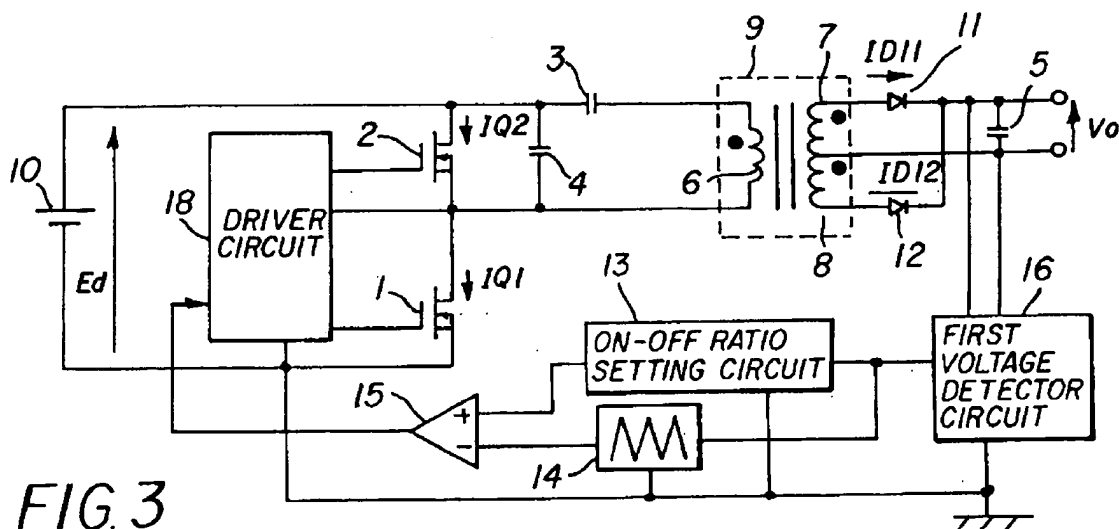 9
7
ID11
11
3
5
2
IQ2
Vo
10
18
DRIVER
CIRCUIT
4
6
ID12
8
12
Ed
1
IQ1
13
16
ON-OFF RATIO
SETTING CIRCUIT
FIRST
VOLTAGE
DETECTOR
CIRCUIT
15
+
−
14
FIG. 3